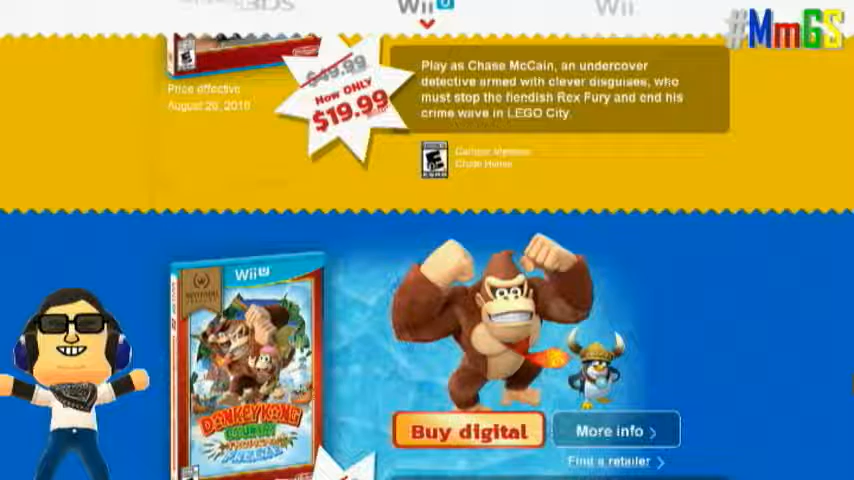 Wii U
Wii
#MmGS
$49.99
Now ONLY
$19.99
Price effective
August 26, 2016
Play as Chase McCain, an undercover
detective armed with clever disguises, who
must stop the fiendish Rex Fury and end his
crime wave in LEGO City.
E
Wii U
DONKEY KONG
COUNTRY
TROPICAL
FREEZE
Buy digital
More info
Find a retailer